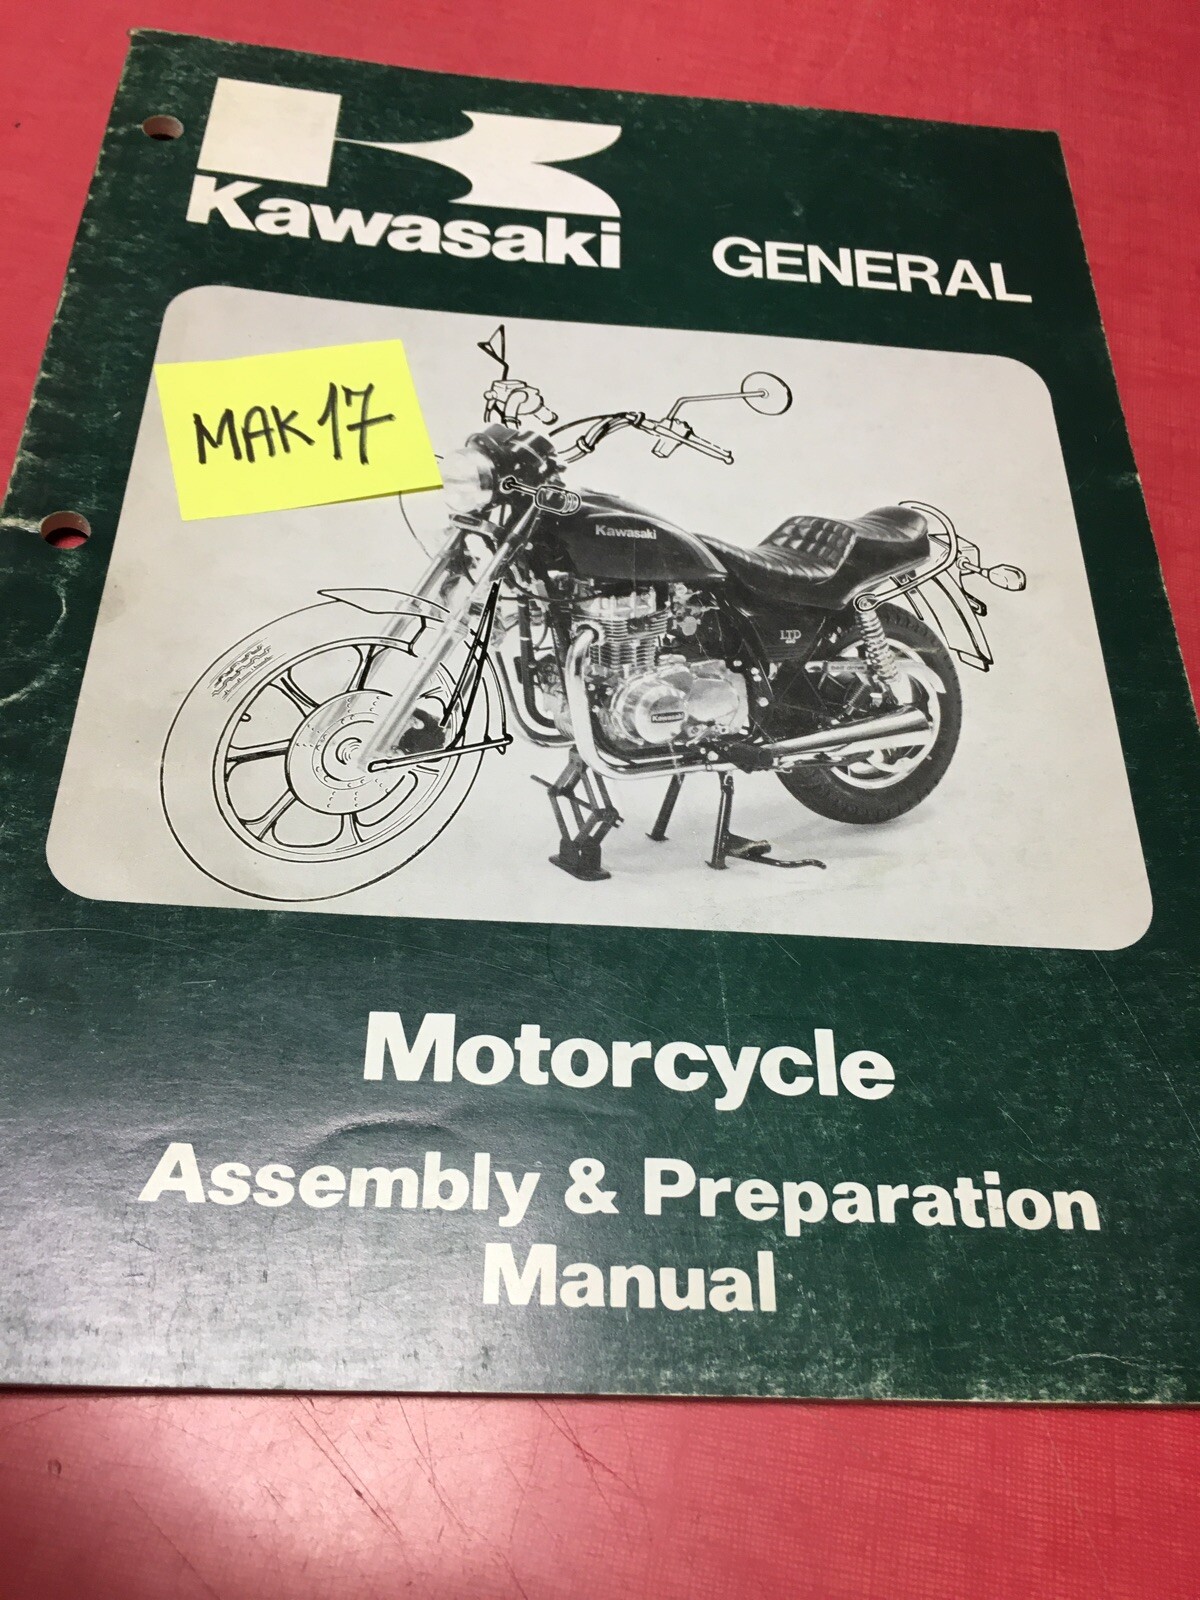 Kawasaki
GENERAL
MAK 17
Kawasaki
LTD
Kawasaki
Motorcycle
Assembly & Preparation
Manual